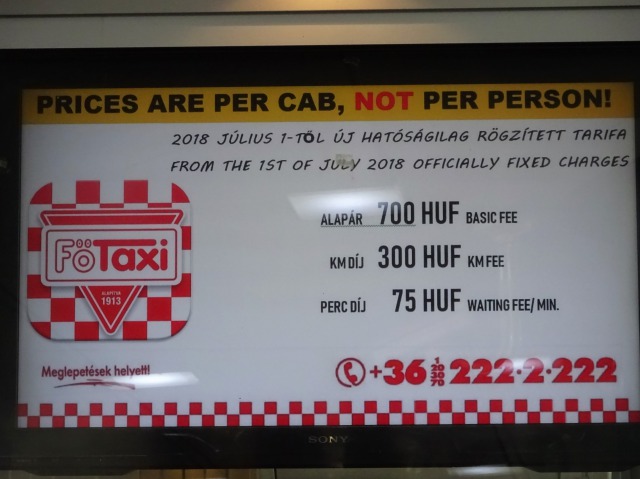 PRICES ARE PER CAB, NOT PER PERSON!
2018 JÚLIUS 1-TŐL ÚJ HATÓSÁGILAG RÖGZÍTETT TARIFA
FROM THE 1ST OF JULY 2018 OFFICIALLY FIXED CHARGES
FőTaxi
ALAPÍTVA
1913
ALAPÁR 700 HUF BASIC FEE
KM DÍJ 300 HUF KM FEE
PERC DÍJ 75 HUF WAITING FEE/ MIN.
Meglepetések helyett!
+36 1 20 30 70 222·2·222
SONY